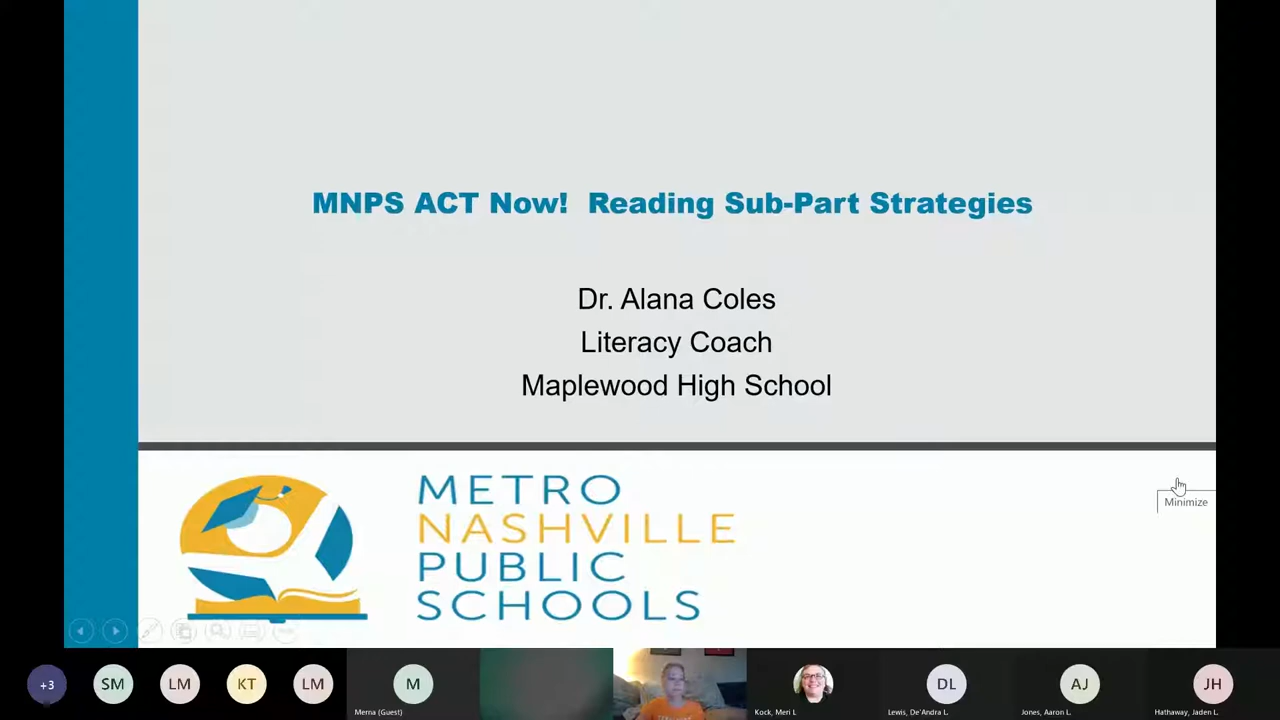 MNPS ACT Now!  Reading Sub-Part Strategies
Dr. Alana Coles
Literacy Coach
Maplewood High School
METRO
NASHVILLE
PUBLIC
SCHOOLS
Minimize
+3
SM
LM
KT
LM
M
DL
AJ
JH
Merna (Guest)
Kock, Meri L
Lewis, De'Andra L.
Jones, Aaron L.
Hathaway, Jaden L.